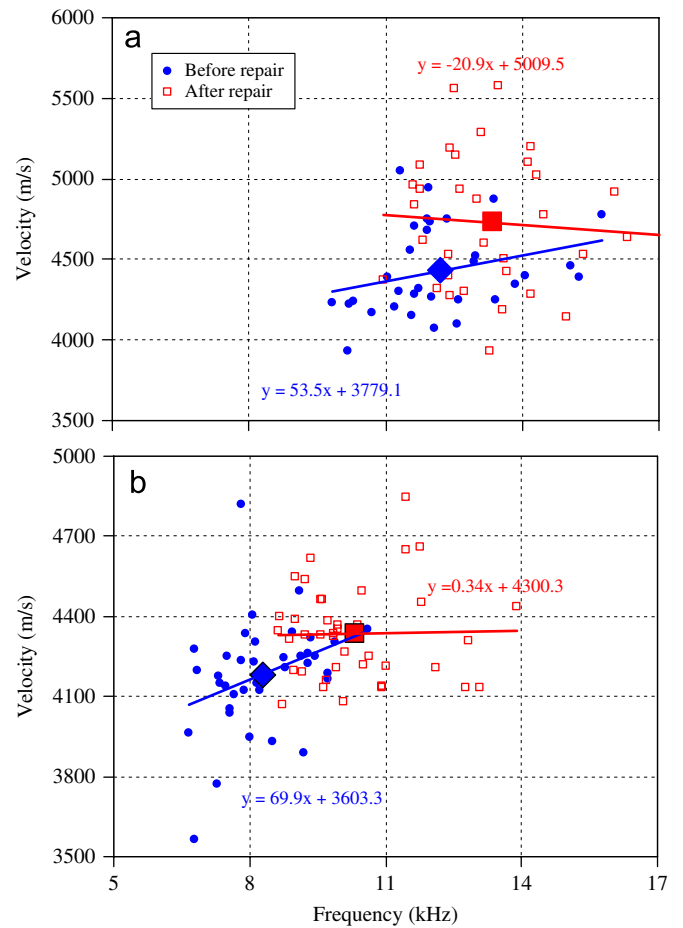 6000
a
Before repair
After repair
y = -20.9x + 5009.5
5500
5000
Velocity (m/s)
4500
4000
y = 53.5x + 3779.1
3500
5000
b
4700
y =0.34x + 4300.3
4400
Velocity (m/s)
4100
3800
y = 69.9x + 3603.3
3500
5
8
11
14
17
Frequency (kHz)